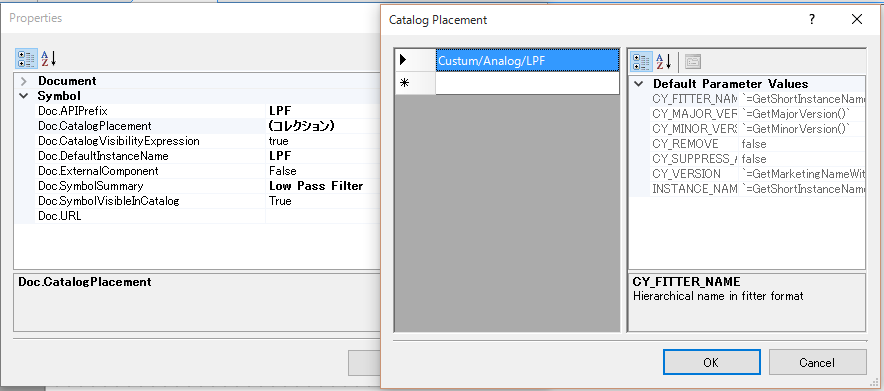 Properties
Document
Symbol
Doc.APIPrefix LPF
Doc.CatalogPlacement (コレクション)
Doc.CatalogVisibilityExpression true
Doc.DefaultInstanceName LPF
Doc.ExternalComponent False
Doc.SymbolSummary Low Pass Filter
Doc.SymbolVisibleInCatalog True
Doc.URL
Doc.CatalogPlacement
Catalog Placement
Custum/Analog/LPF
Default Parameter Values
CY_FITTER_NAM `=GetShortInstanceName
CY_MAJOR_VER `=GetMajorVersion()`
CY_MINOR_VERS `=GetMinorVersion()`
CY_REMOVE false
CY_SUPPRESS_A false
CY_VERSION `=GetMarketingNameWit
INSTANCE_NAM `=GetShortInstanceName
CY_FITTER_NAME
Hierarchical name in fitter format
OK Cancel